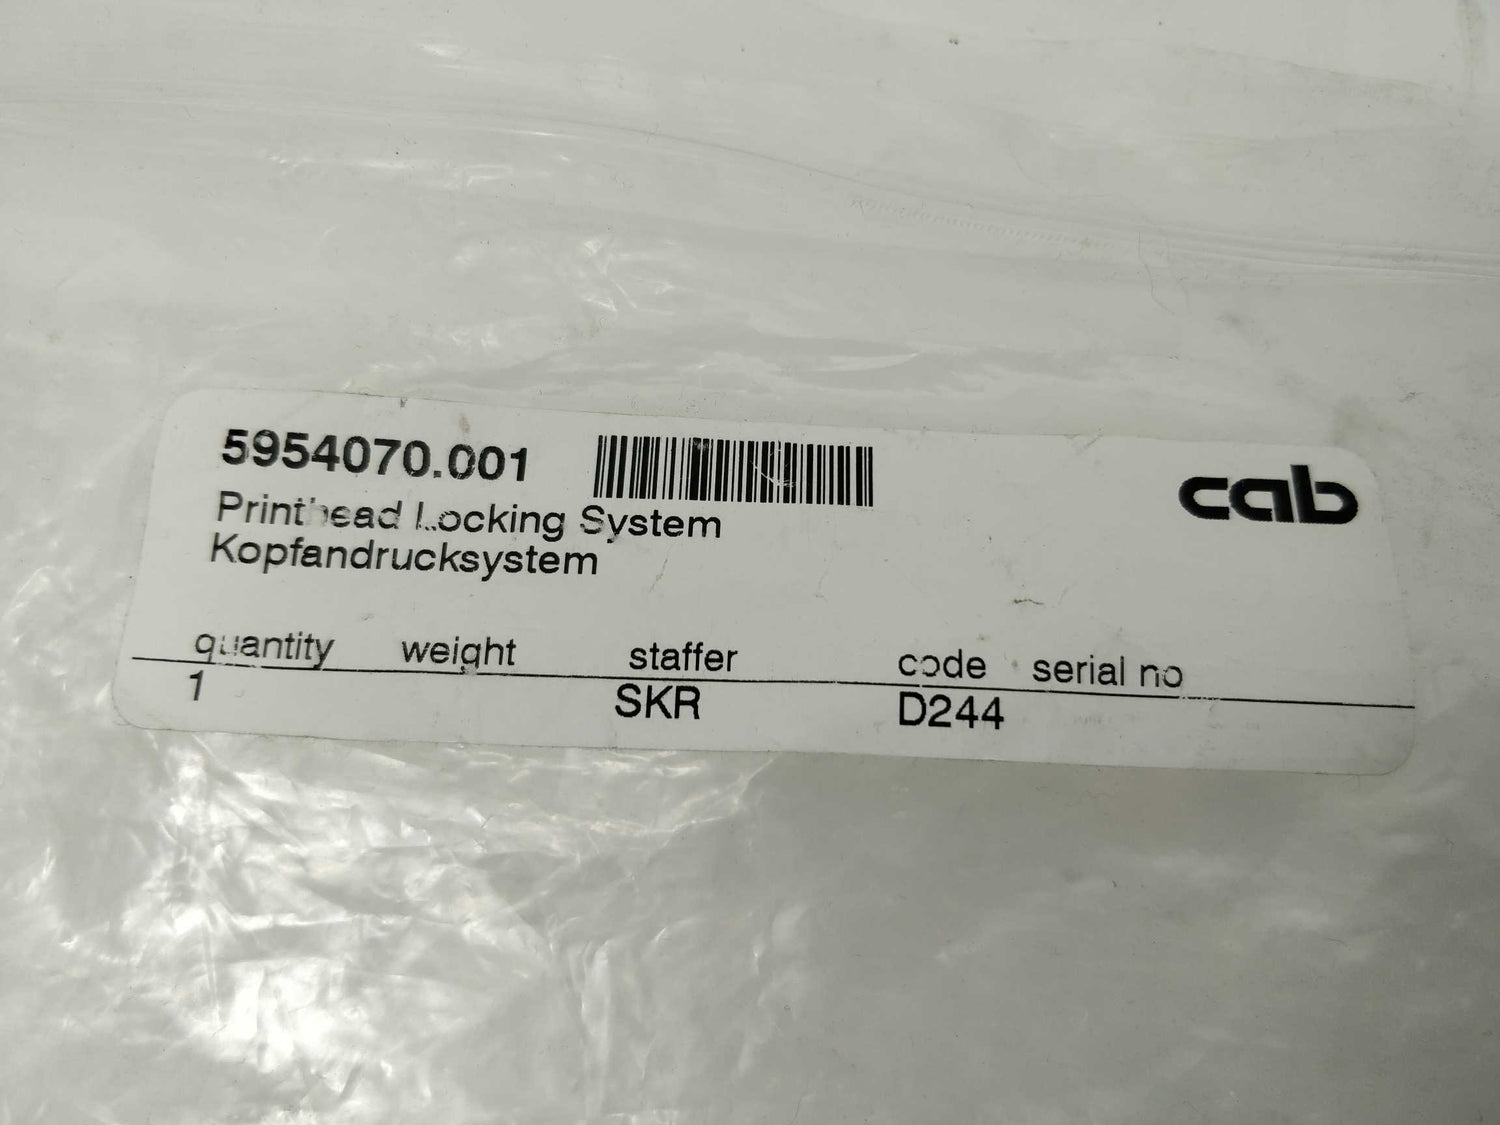 5954070.001
cab
Printhead Locking System
Kopfandrucksystem
quantity weight staffer code serial no
1 SKR D244